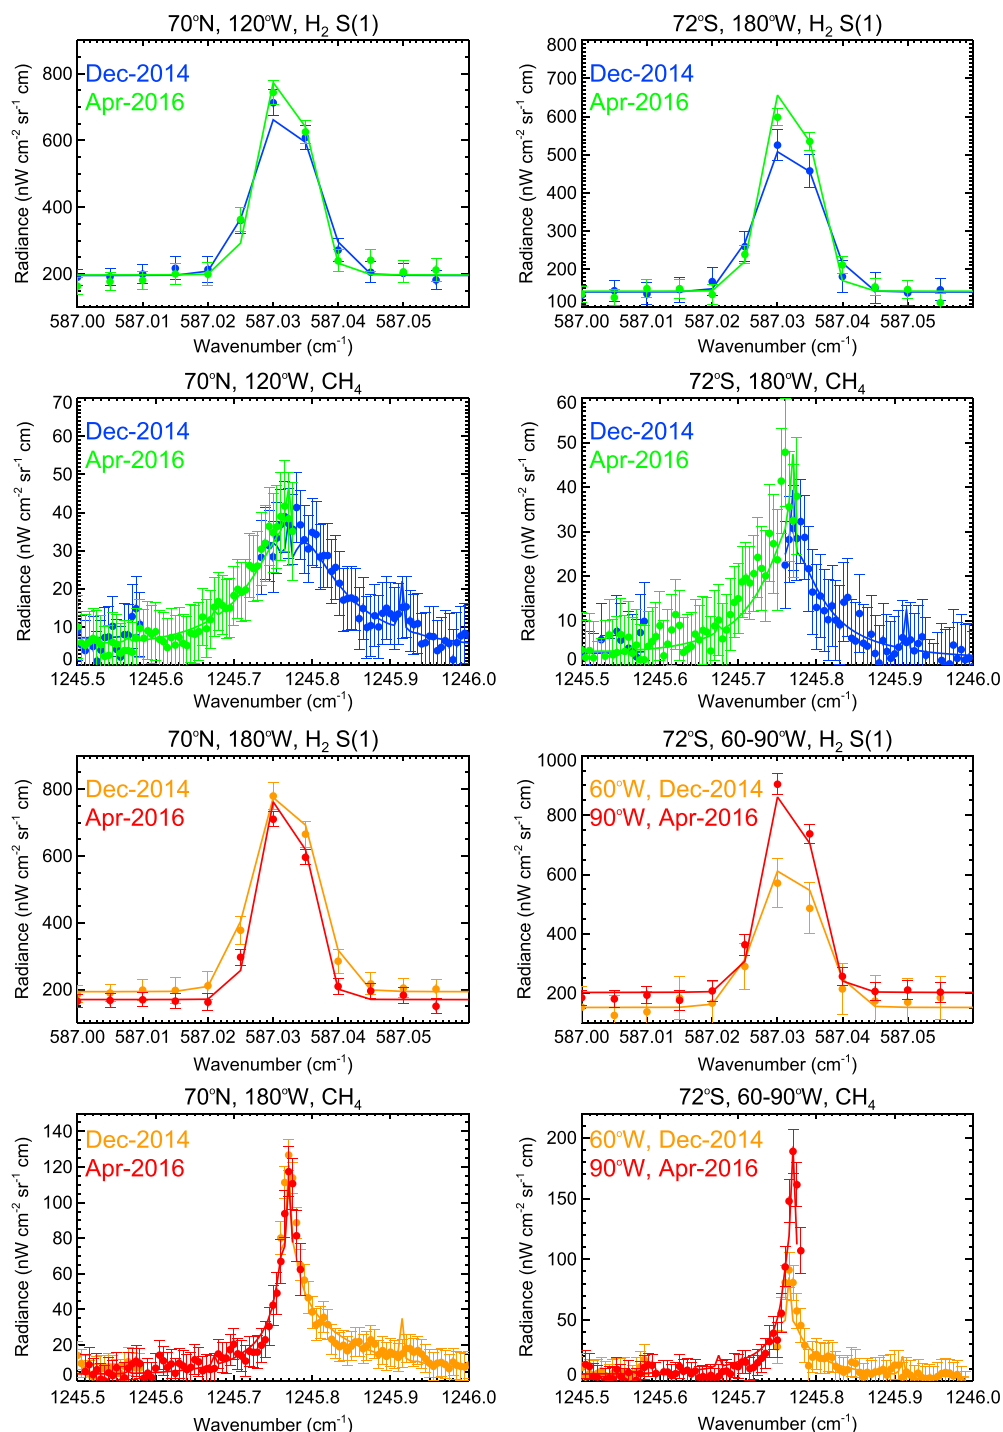 70°N, 120°W, H₂ S(1)
Radiance (nW cm⁻² sr⁻¹ cm)
800
600
400
200
Dec-2014
Apr-2016
587.00 587.01 587.02 587.03 587.04 587.05
Wavenumber (cm⁻¹)
72°S, 180°W, H₂ S(1)
Radiance (nW cm⁻² sr⁻¹ cm)
800
700
600
500
400
300
200
100
Dec-2014
Apr-2016
587.00 587.01 587.02 587.03 587.04 587.05
Wavenumber (cm⁻¹)
70°N, 120°W, CH₄
Radiance (nW cm⁻² sr⁻¹ cm)
70
60
50
40
30
20
10
0
Dec-2014
Apr-2016
1245.5 1245.6 1245.7 1245.8 1245.9 1246.0
Wavenumber (cm⁻¹)
72°S, 180°W, CH₄
Radiance (nW cm⁻² sr⁻¹ cm)
60
50
40
30
20
10
0
Dec-2014
Apr-2016
1245.5 1245.6 1245.7 1245.8 1245.9 1246.0
Wavenumber (cm⁻¹)
70°N, 180°W, H₂ S(1)
Radiance (nW cm⁻² sr⁻¹ cm)
800
600
400
200
Dec-2014
Apr-2016
587.00 587.01 587.02 587.03 587.04 587.05
Wavenumber (cm⁻¹)
72°S, 60-90°W, H₂ S(1)
Radiance (nW cm⁻² sr⁻¹ cm)
1000
800
600
400
200
60°W, Dec-2014
90°W, Apr-2016
587.00 587.01 587.02 587.03 587.04 587.05
Wavenumber (cm⁻¹)
70°N, 180°W, CH₄
Radiance (nW cm⁻² sr⁻¹ cm)
140
120
100
80
60
40
20
0
Dec-2014
Apr-2016
1245.5 1245.6 1245.7 1245.8 1245.9 1246.0
Wavenumber (cm⁻¹)
72°S, 60-90°W, CH₄
Radiance (nW cm⁻² sr⁻¹ cm)
200
150
100
50
0
60°W, Dec-2014
90°W, Apr-2016
1245.5 1245.6 1245.7 1245.8 1245.9 1246.0
Wavenumber (cm⁻¹)